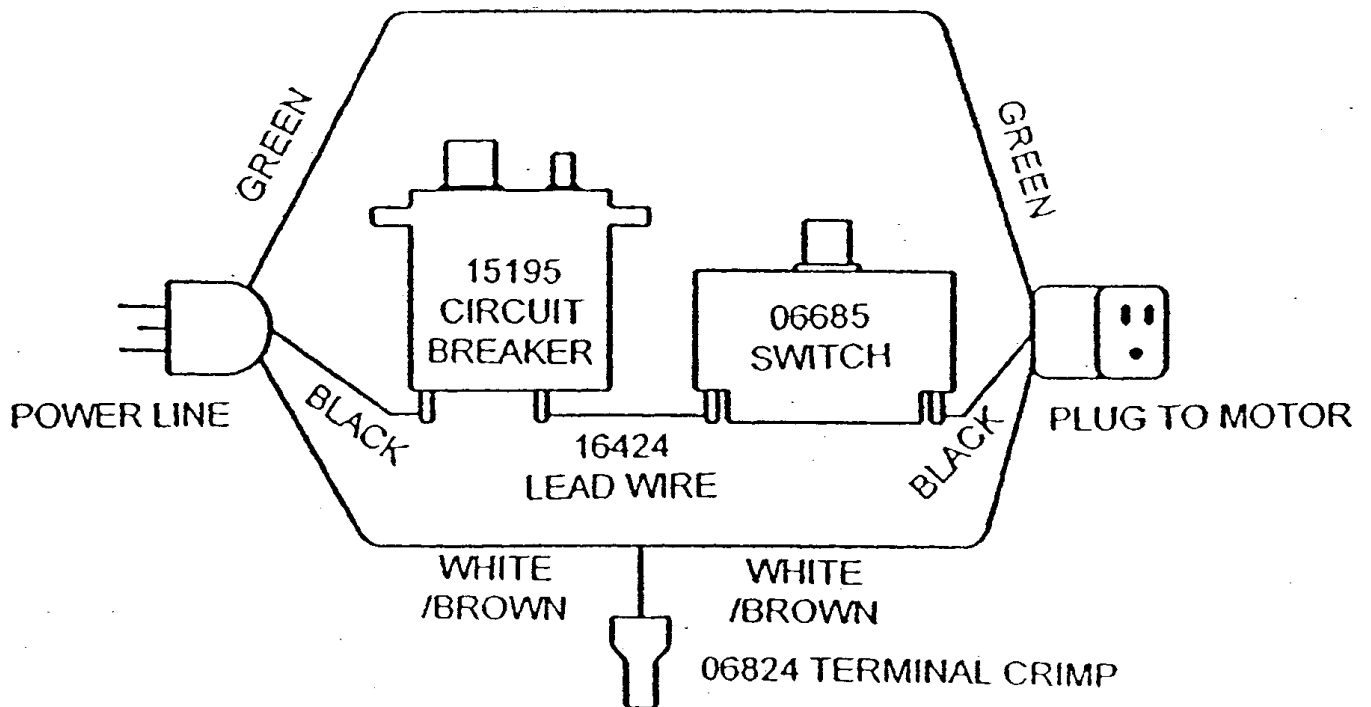 GREEN
GREEN
15195
CIRCUIT
BREAKER
06685
SWITCH
POWER LINE
BLACK
16424
LEAD WIRE
BLACK
PLUG TO MOTOR
WHITE
/BROWN
WHITE
/BROWN
06824 TERMINAL CRIMP